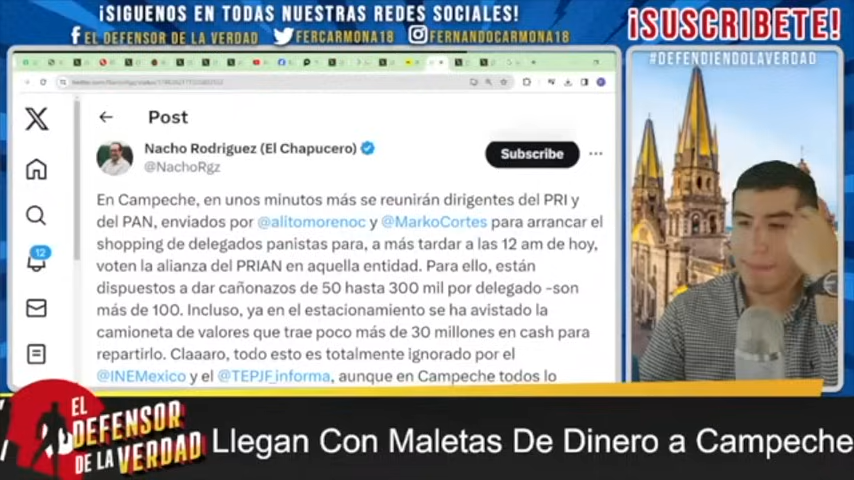 ¡SIGUENOS EN TODAS NUESTRAS REDES SOCIALES!
EL DEFENSOR DE LA VERDAD
FERCARMONA18
FERNANDOCARMONA18
¡SUSCRIBETE!
#DEFENDIENDOLAVERDAD
Post
Nacho Rodriguez (El Chapucero)
@NachoRgz
Subscribe
12
En Campeche, en unos minutos más se reunirán dirigentes del PRI y
del PAN, enviados por @alitomorenoc y @MarkoCortes para arrancar el
shopping de delegados panistas para, a más tardar a las 12 am de hoy,
voten la alianza del PRIAN en aquella entidad. Para ello, están
dispuestos a dar cañonazos de 50 hasta 300 mil por delegado -son
más de 100. Incluso, ya en el estacionamiento se ha avistado la
camioneta de valores que trae poco más de 30 millones en cash para
repartirlo. Claaaro, todo esto es totalmente ignorado por el
@INEMexico y el @TEPJF_informa, aunque en Campeche todos lo
EL
DEFENSOR
DE LA VERDAD
Llegan Con Maletas De Dinero a Campeche